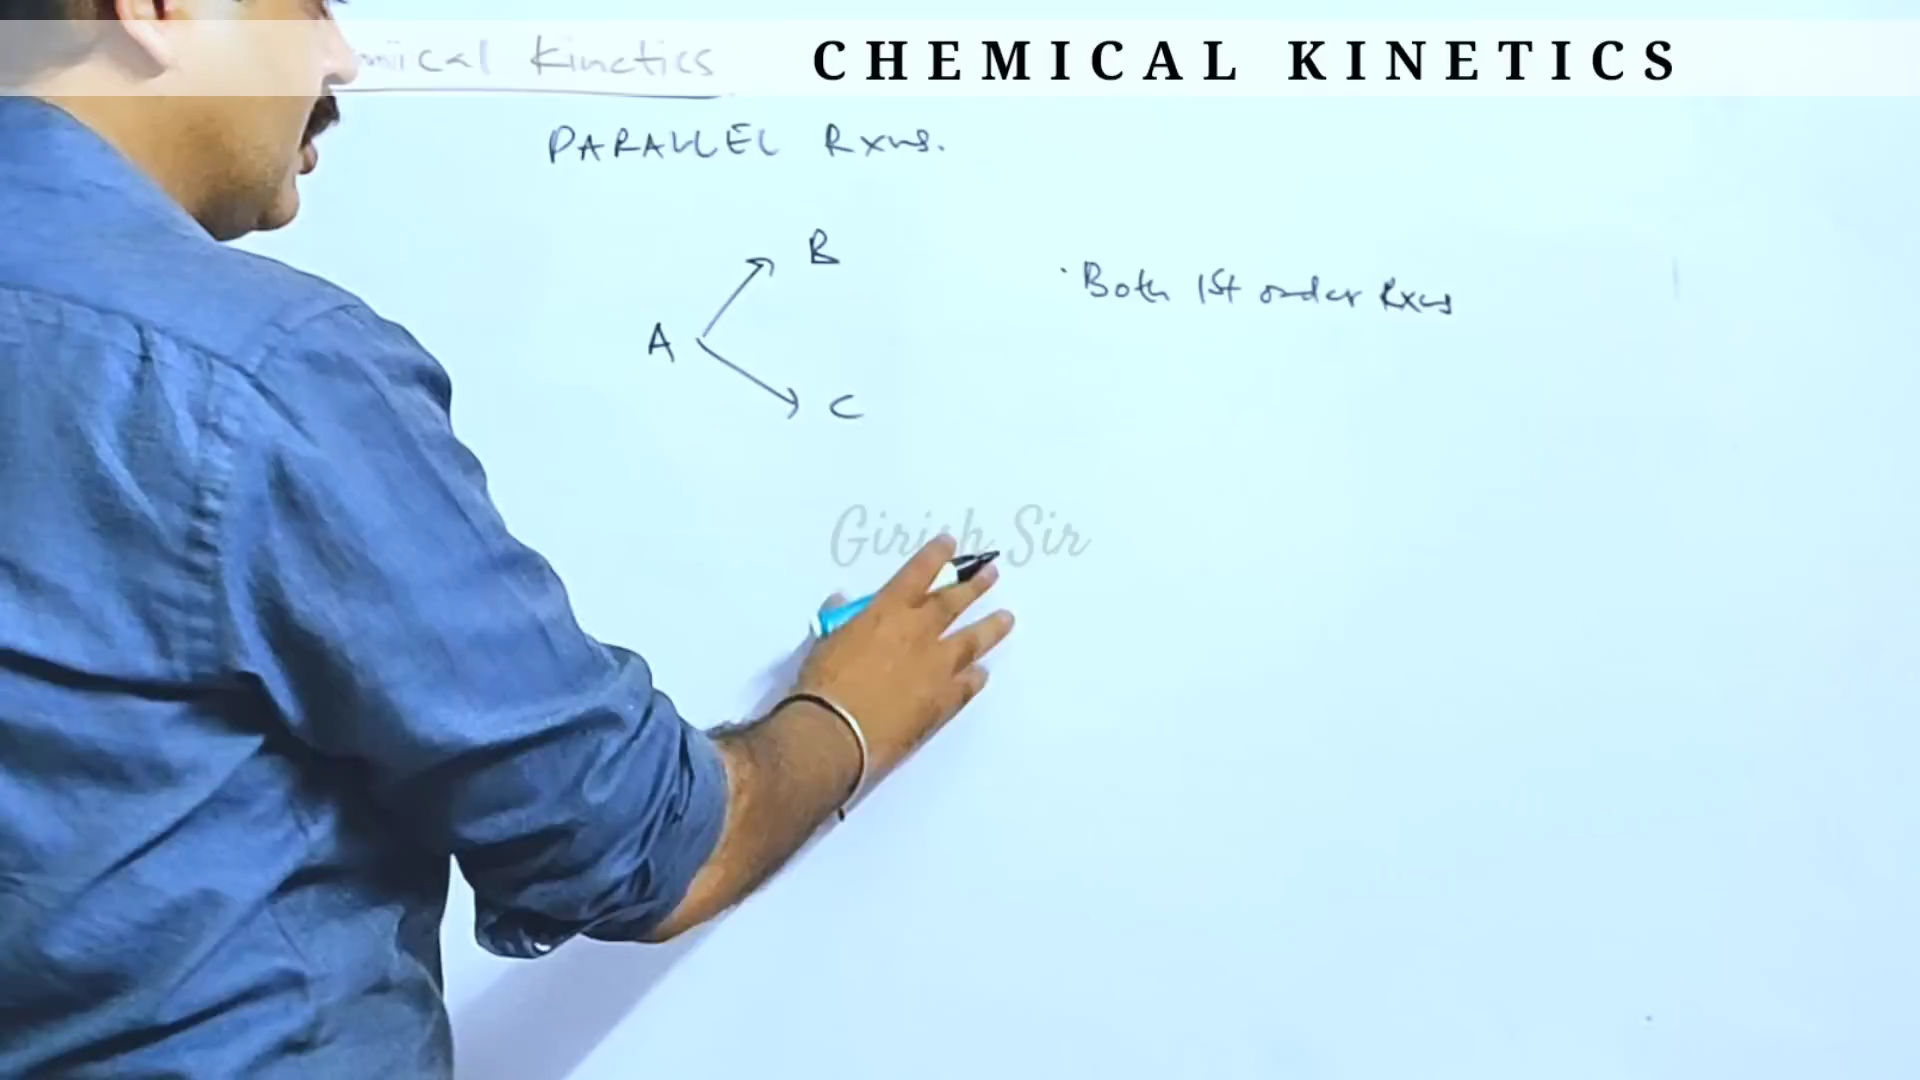 mical Kinetics
CHEMICAL KINETICS
PARALLEL Rxns.
B
· Both 1st order Rxns
A
C
Girish Sir